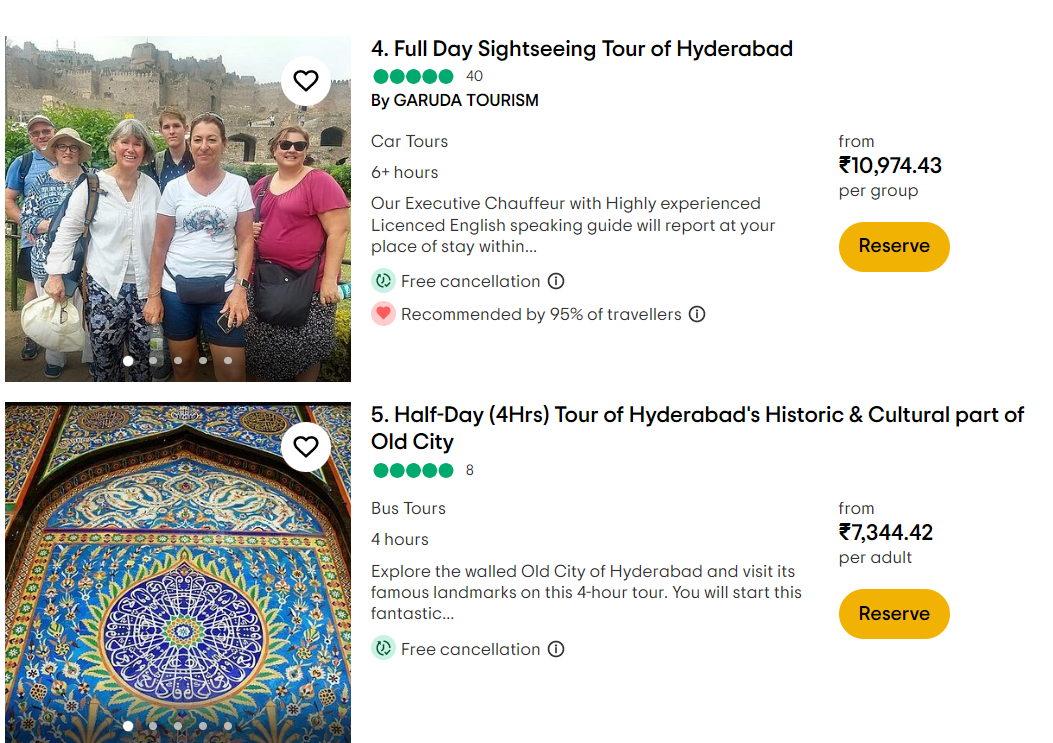 4. Full Day Sightseeing Tour of Hyderabad
40
By GARUDA TOURISM
Car Tours
6+ hours
Our Executive Chauffeur with Highly experienced
Licenced English speaking guide will report at your
place of stay within...
Free cancellation
Recommended by 95% of travellers
from
₹10,974.43
per group
Reserve
5. Half-Day (4Hrs) Tour of Hyderabad's Historic & Cultural part of
Old City
8
Bus Tours
4 hours
Explore the walled Old City of Hyderabad and visit its
famous landmarks on this 4-hour tour. You will start this
fantastic...
Free cancellation
from
₹7,344.42
per adult
Reserve